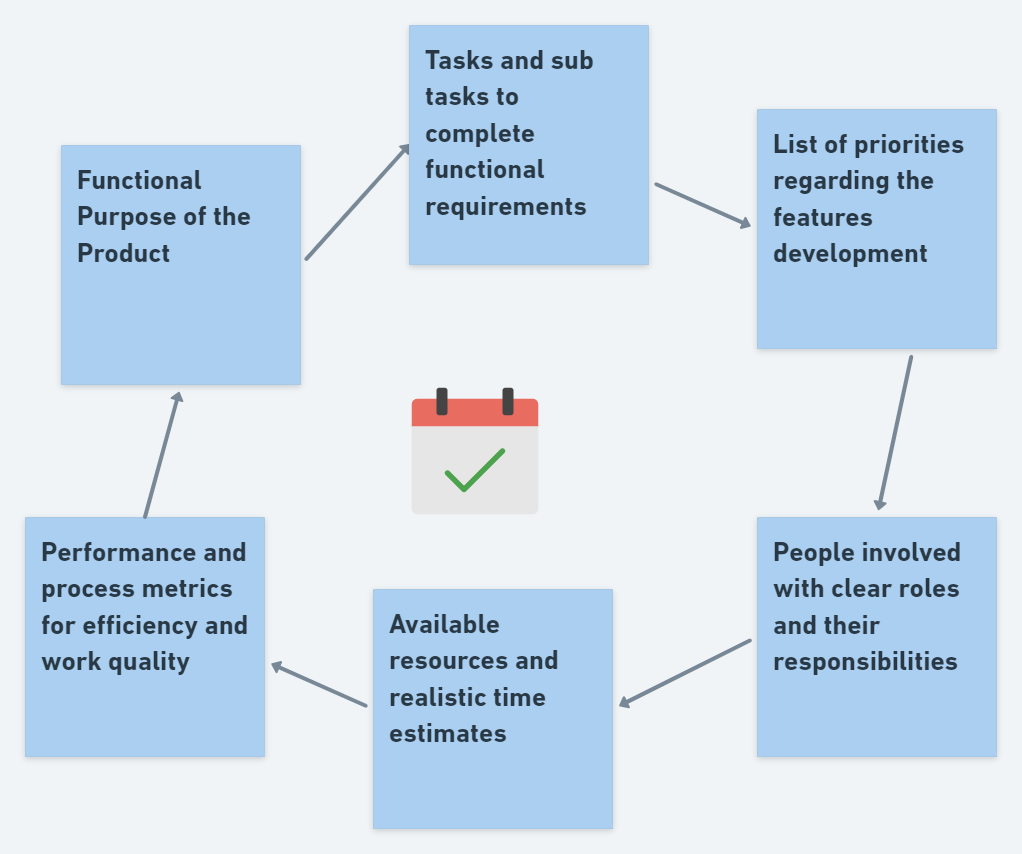 Functional
Purpose of the
Product
Tasks and sub
tasks to
complete
functional
requirements
List of priorities
regarding the
features
development
People involved
with clear roles
and their
responsibilities
Available
resources and
realistic time
estimates
Performance and
process metrics
for efficiency and
work quality